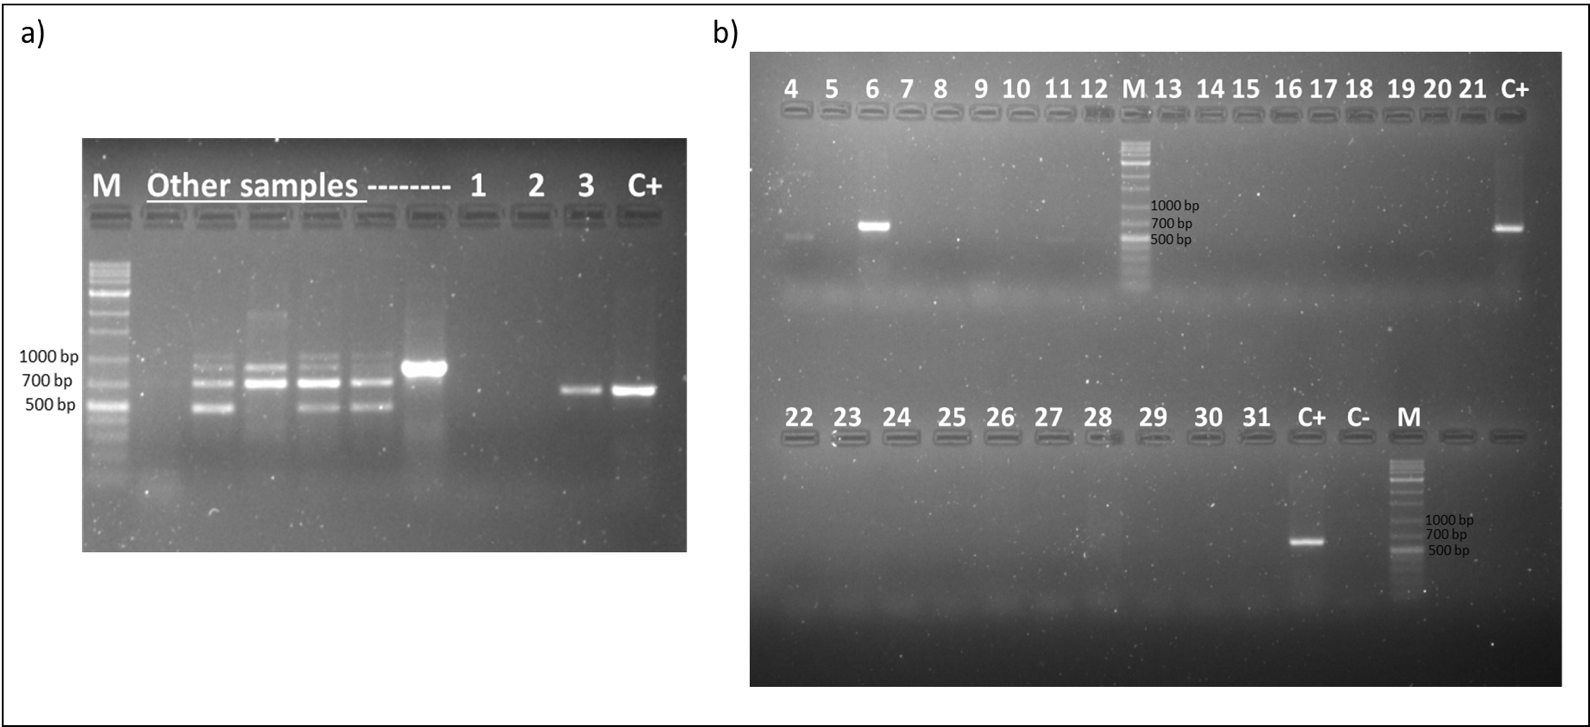 a)
M Other samples -------- 1 2 3 C+
1000 bp
700 bp
500 bp
b)
4 5 6 7 8 9 10 11 12 M 13 14 15 16 17 18 19 20 21 C+
1000 bp
700 bp
500 bp
22 23 24 25 26 27 28 29 30 31 C+ C- M
1000 bp
700 bp
500 bp